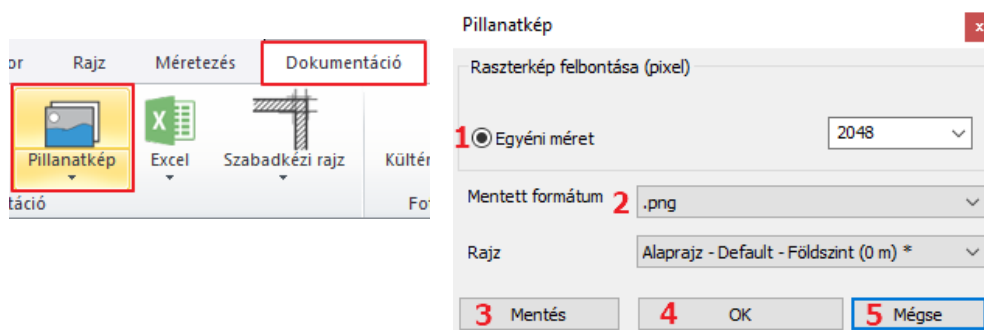 or Rajz Méretezés Dokumentáció
Pillanatkép Excel Szabadkézi rajz Kültér
táció Fo
Pillanatkép x
Raszterkép felbontása (pixel)
1 Egyéni méret 2048
Mentett formátum 2 .png
Rajz Alaprajz - Default - Földszint (0 m) *
3 Mentés 4 OK 5 Mégse